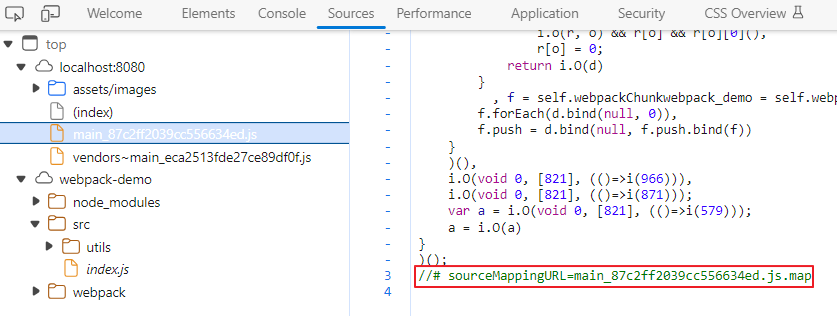 Welcome Elements Console Sources Performance Application Security CSS Overview
top
localhost:8080
assets/images
(index)
main_87c2ff2039cc556634ed.js
vendors~main_eca2513fde27ce89df0f.js
webpack-demo
node_modules
src
utils
index.js
webpack
- i.o(r, o) && r[o] && r[o][0](),
- r[o] = 0;
- return i.O(d)
- }
- , f = self.webpackChunkwebpack_demo = self.webp
- f.forEach(d.bind(null, 0)),
- f.push = d.bind(null, f.push.bind(f))
- }
- )(),
- i.O(void 0, [821], (()=>i(966))),
- i.O(void 0, [821], (()=>i(871)));
- var a = i.O(void 0, [821], (()=>i(579)));
- a = i.O(a)
- }
- )();
3 //# sourceMappingURL=main_87c2ff2039cc556634ed.js.map
4